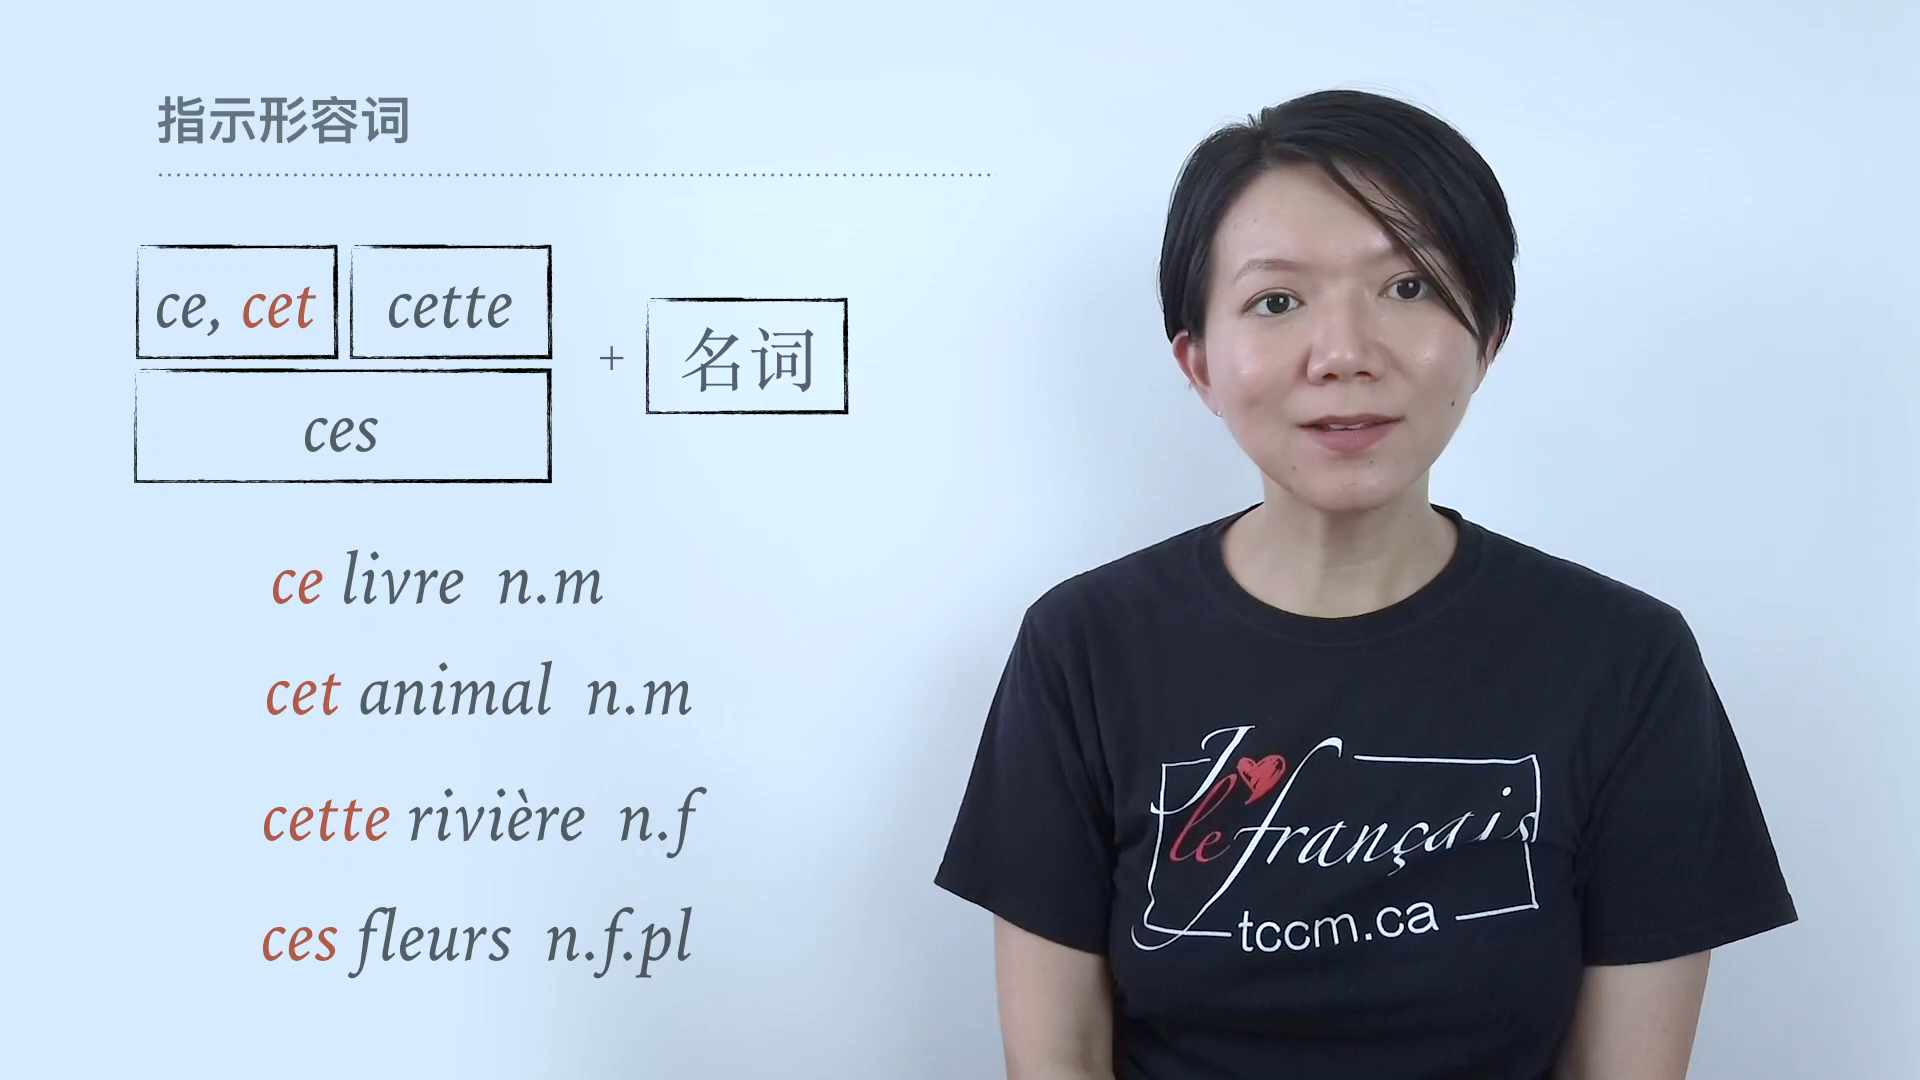 指示形容词
ce, cet cette
ces
+ 名词
ce livre n.m
cet animal n.m
cette rivière n.f
ces fleurs n.f.pl
J
le français
tccm.ca